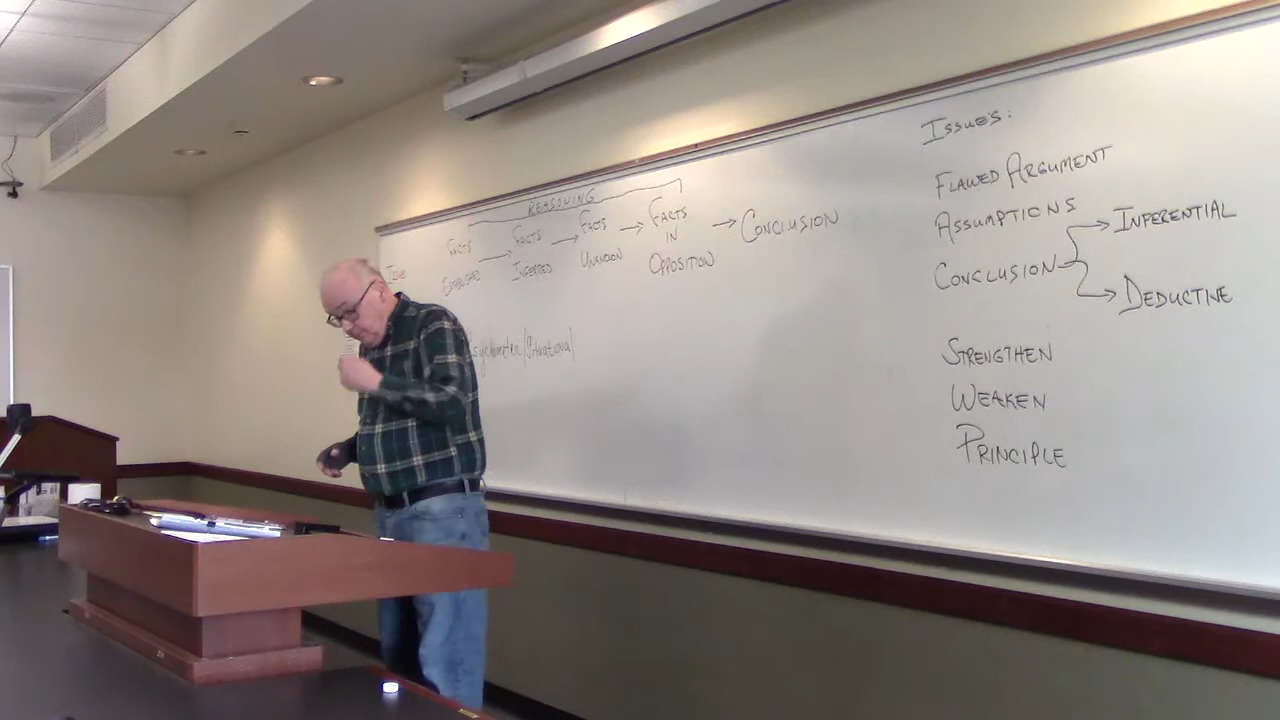 REASONING
FACTS ESTABLISHED → FACTS INFERRED → FACTS UNKNOWN → FACTS IN OPPOSITION → CONCLUSION
/Situational
ISSUES:
FLAWED ARGUMENT
ASSUMPTIONS
CONCLUSION → INFERENTIAL
→ DEDUCTIVE
STRENGTHEN
WEAKEN
PRINCIPLE